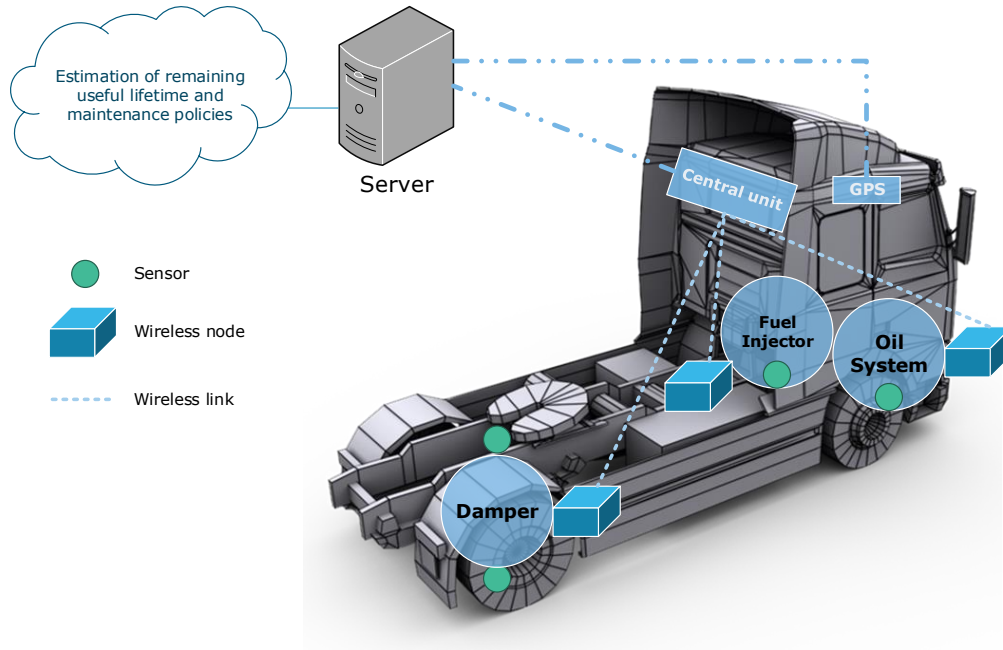 Estimation of remaining
useful lifetime and
maintenance policies
Server
Central unit
GPS
Sensor
Wireless node
Wireless link
Fuel
Injector
Oil
System
Damper